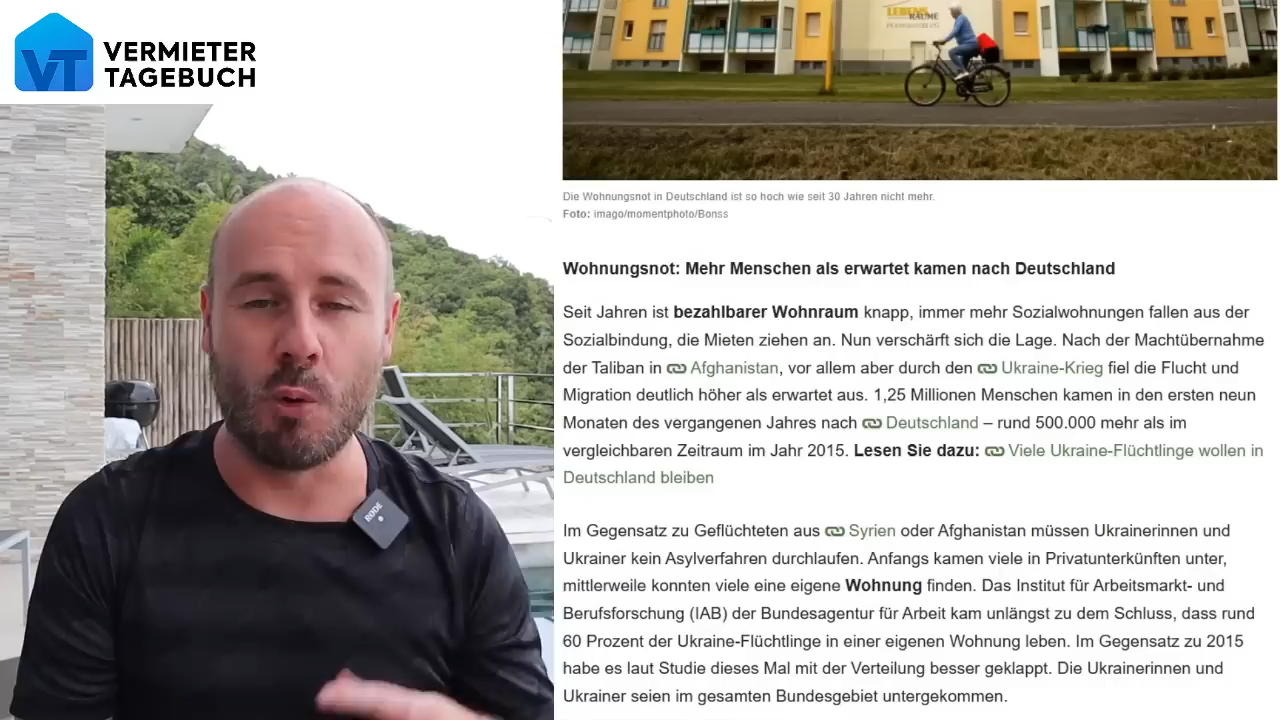 VT VERMIETER
TAGEBUCH
LEBENS
RÄUME
Die Wohnungsnot in Deutschland ist so hoch wie seit 30 Jahren nicht mehr.
Foto: imago/momentphoto/Bonss
Wohnungsnot: Mehr Menschen als erwartet kamen nach Deutschland
Seit Jahren ist bezahlbarer Wohnraum knapp, immer mehr Sozialwohnungen fallen aus der
Sozialbindung, die Mieten ziehen an. Nun verschärft sich die Lage. Nach der Machtübernahme
der Taliban in Afghanistan, vor allem aber durch den Ukraine-Krieg fiel die Flucht und
Migration deutlich höher als erwartet aus. 1,25 Millionen Menschen kamen in den ersten neun
Monaten des vergangenen Jahres nach Deutschland – rund 500.000 mehr als im
vergleichbaren Zeitraum im Jahr 2015. Lesen Sie dazu: Viele Ukraine-Flüchtlinge wollen in
Deutschland bleiben
Im Gegensatz zu Geflüchteten aus Syrien oder Afghanistan müssen Ukrainerinnen und
Ukrainer kein Asylverfahren durchlaufen. Anfangs kamen viele in Privatunterkünften unter,
mittlerweile konnten viele eine eigene Wohnung finden. Das Institut für Arbeitsmarkt- und
Berufsforschung (IAB) der Bundesagentur für Arbeit kam unlängst zu dem Schluss, dass rund
60 Prozent der Ukraine-Flüchtlinge in einer eigenen Wohnung leben. Im Gegensatz zu 2015
habe es laut Studie dieses Mal mit der Verteilung besser geklappt. Die Ukrainerinnen und
Ukrainer seien im gesamten Bundesgebiet untergekommen.
RØDE